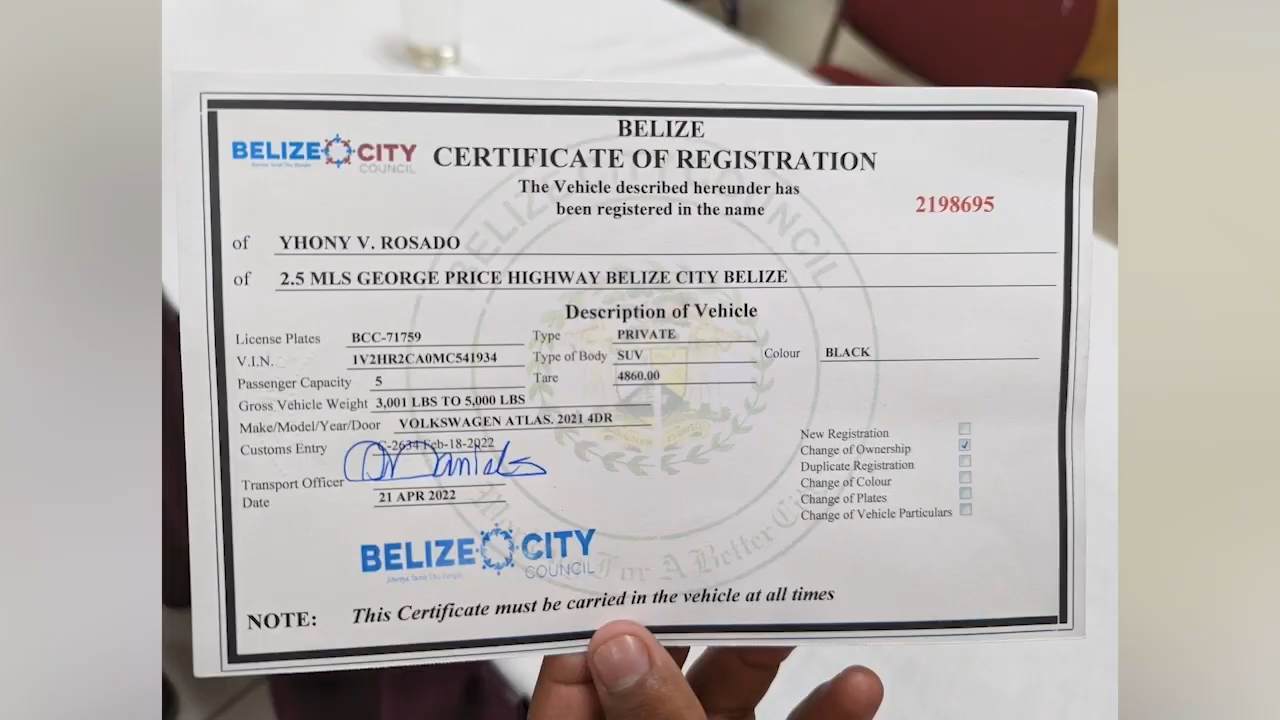 BELIZE
BELIZE CITY COUNCIL
CERTIFICATE OF REGISTRATION
The Vehicle described hereunder has
been registered in the name
2198695
of YHONY V. ROSADO
of 2.5 MLS GEORGE PRICE HIGHWAY BELIZE CITY BELIZE
Description of Vehicle
License Plates BCC-71759 Type PRIVATE
V.I.N. 1V2HR2CA0MC541934 Type of Body SUV Colour BLACK
Passenger Capacity 5 Tare 4860.00
Gross Vehicle Weight 3,001 LBS TO 5,000 LBS
Make/Model/Year/Door VOLKSWAGEN ATLAS. 2021 4DR
Customs Entry C-2634 Feb-18-2022
Transport Officer
Date 21 APR 2022
New Registration
Change of Ownership
Duplicate Registration
Change of Colour
Change of Plates
Change of Vehicle Particulars
BELIZE CITY COUNCIL
NOTE: This Certificate must be carried in the vehicle at all times